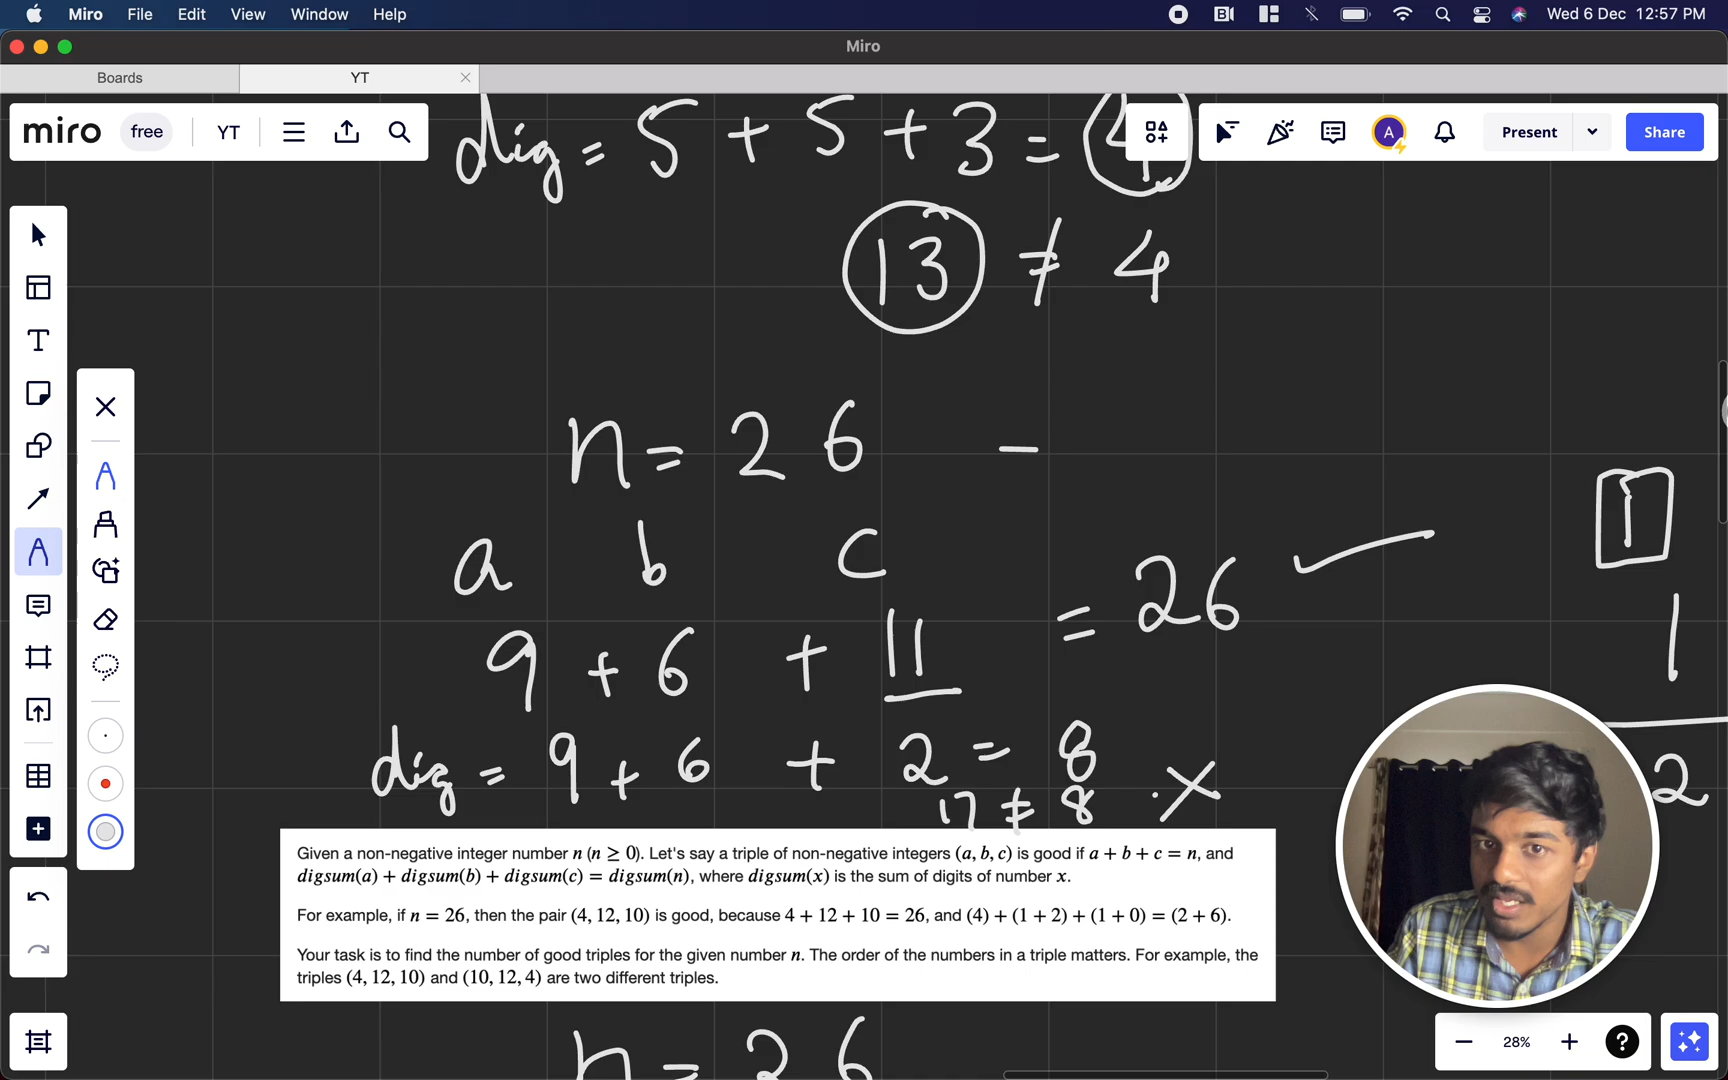 Miro File Edit View Window Help
Wed 6 Dec 12:57 PM
Miro
Boards
YT
miro free YT
A
Present
Share
dig = 5 + 5 + 3 = 4
13 ≠ 4
n = 26 -
a b c
9 + 6 + 11 = 26 ✓
dig = 9 + 6 + 2 = 8
17 ≠ 8 . X
1
1
2
Given a non-negative integer number n (n ≥ 0). Let's say a triple of non-negative integers (a, b, c) is good if a + b + c = n, and
digsum(a) + digsum(b) + digsum(c) = digsum(n), where digsum(x) is the sum of digits of number x.
For example, if n = 26, then the pair (4, 12, 10) is good, because 4 + 12 + 10 = 26, and (4) + (1 + 2) + (1 + 0) = (2 + 6).
Your task is to find the number of good triples for the given number n. The order of the numbers in a triple matters. For example, the
triples (4, 12, 10) and (10, 12, 4) are two different triples.
n = 26
28%